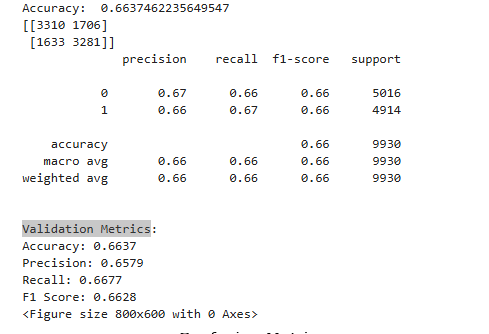 Accuracy:  0.6637462235649547
[[3310 1706]
 [1633 3281]]
              precision    recall  f1-score   support

           0       0.67      0.66      0.66      5016
           1       0.66      0.67      0.66      4914

    accuracy                           0.66      9930
   macro avg       0.66      0.66      0.66      9930
weighted avg       0.66      0.66      0.66      9930

Validation Metrics:
Accuracy: 0.6637
Precision: 0.6579
Recall: 0.6677
F1 Score: 0.6628
<Figure size 800x600 with 0 Axes>